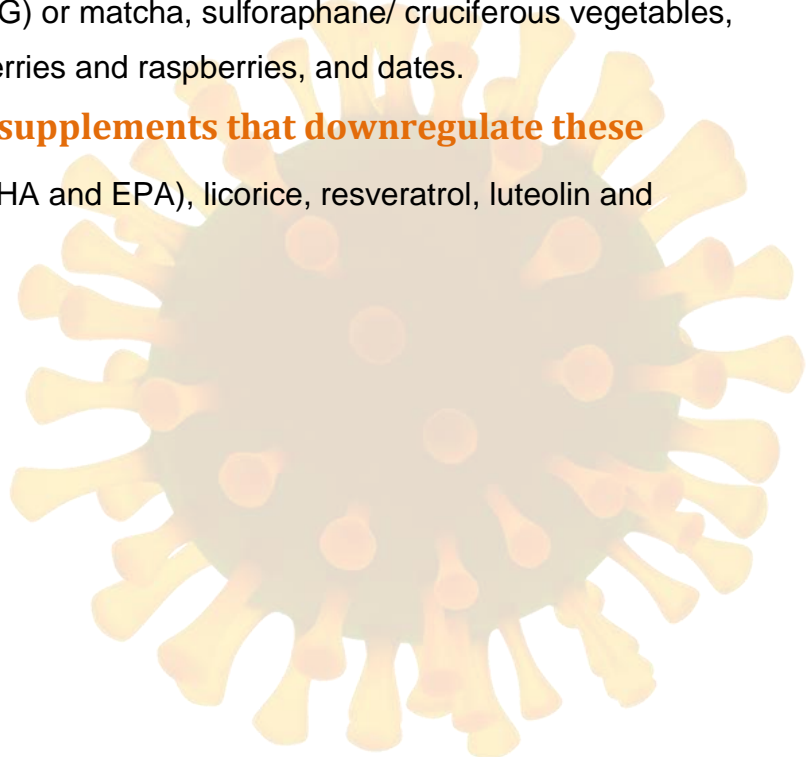 G) or matcha, sulforaphane/ cruciferous vegetables,
erries and raspberries, and dates.
supplements that downregulate these
HA and EPA), licorice, resveratrol, luteolin and